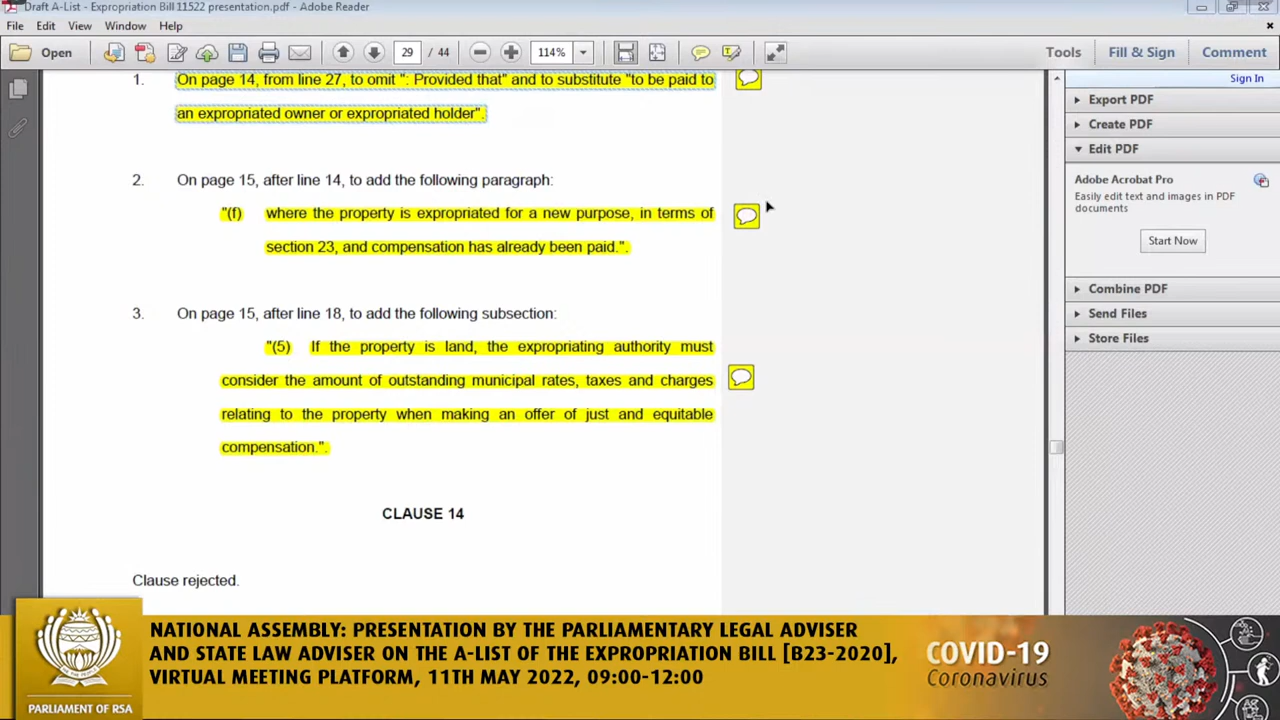 Draft A-List - Expropriation Bill 11522 presentation.pdf - Adobe Reader
File Edit View Window Help
Open 29 / 44 114% Tools Fill & Sign Comment
Sign In
Export PDF
Create PDF
Edit PDF
Adobe Acrobat Pro
Easily edit text and images in PDF
documents
Start Now
Combine PDF
Send Files
Store Files
1. On page 14, from line 27, to omit ": Provided that" and to substitute "to be paid to
an expropriated owner or expropriated holder".
2. On page 15, after line 14, to add the following paragraph:
"(f) where the property is expropriated for a new purpose, in terms of
section 23, and compensation has already been paid.".
3. On page 15, after line 18, to add the following subsection:
"(5) If the property is land, the expropriating authority must
consider the amount of outstanding municipal rates, taxes and charges
relating to the property when making an offer of just and equitable
compensation.".
CLAUSE 14
Clause rejected.
NATIONAL ASSEMBLY: PRESENTATION BY THE PARLIAMENTARY LEGAL ADVISER
AND STATE LAW ADVISER ON THE A-LIST OF THE EXPROPRIATION BILL [B23-2020],
VIRTUAL MEETING PLATFORM, 11TH MAY 2022, 09:00-12:00
PARLIAMENT OF RSA
COVID-19
Coronavirus